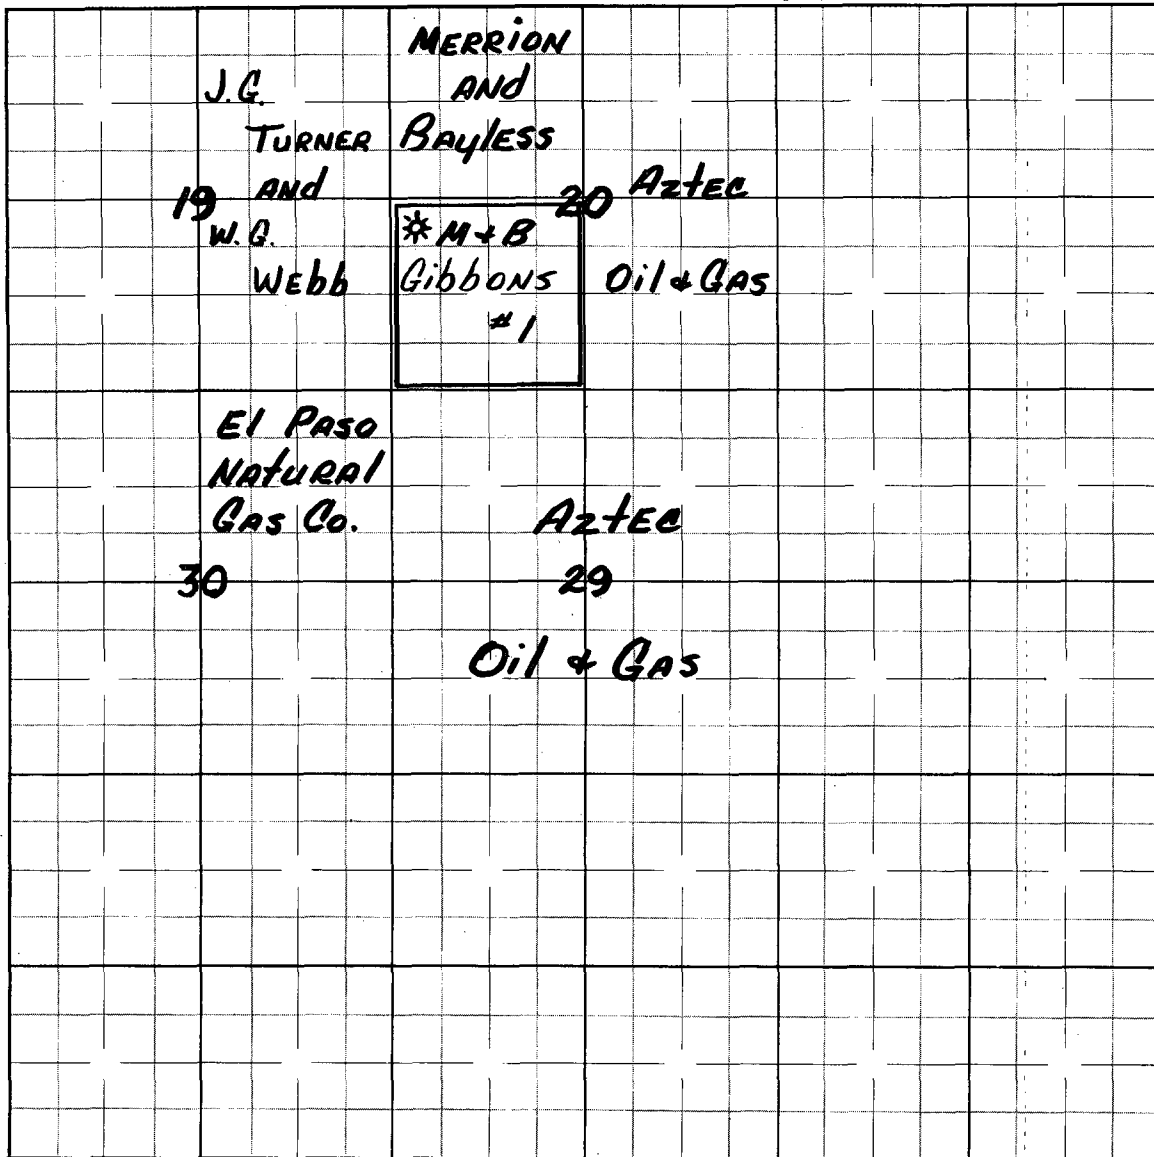 MERRION
AND
BAYLESS
J.G.
TURNER
AND
W.G.
WEBB
19
20
AZTEC
OIL & GAS
☼ M + B
GIBBONS
#1
EL PASO
NATURAL
GAS CO.
AZTEC
30
29
OIL & GAS